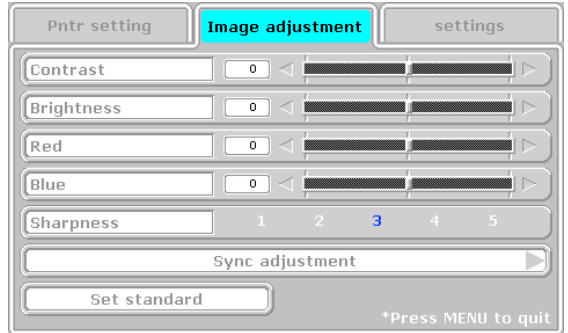 Pntr setting Image adjustment settings
Contrast 0
Brightness 0
Red 0
Blue 0
Sharpness 1 2 3 4 5
Sync adjustment
Set standard
*Press MENU to quit